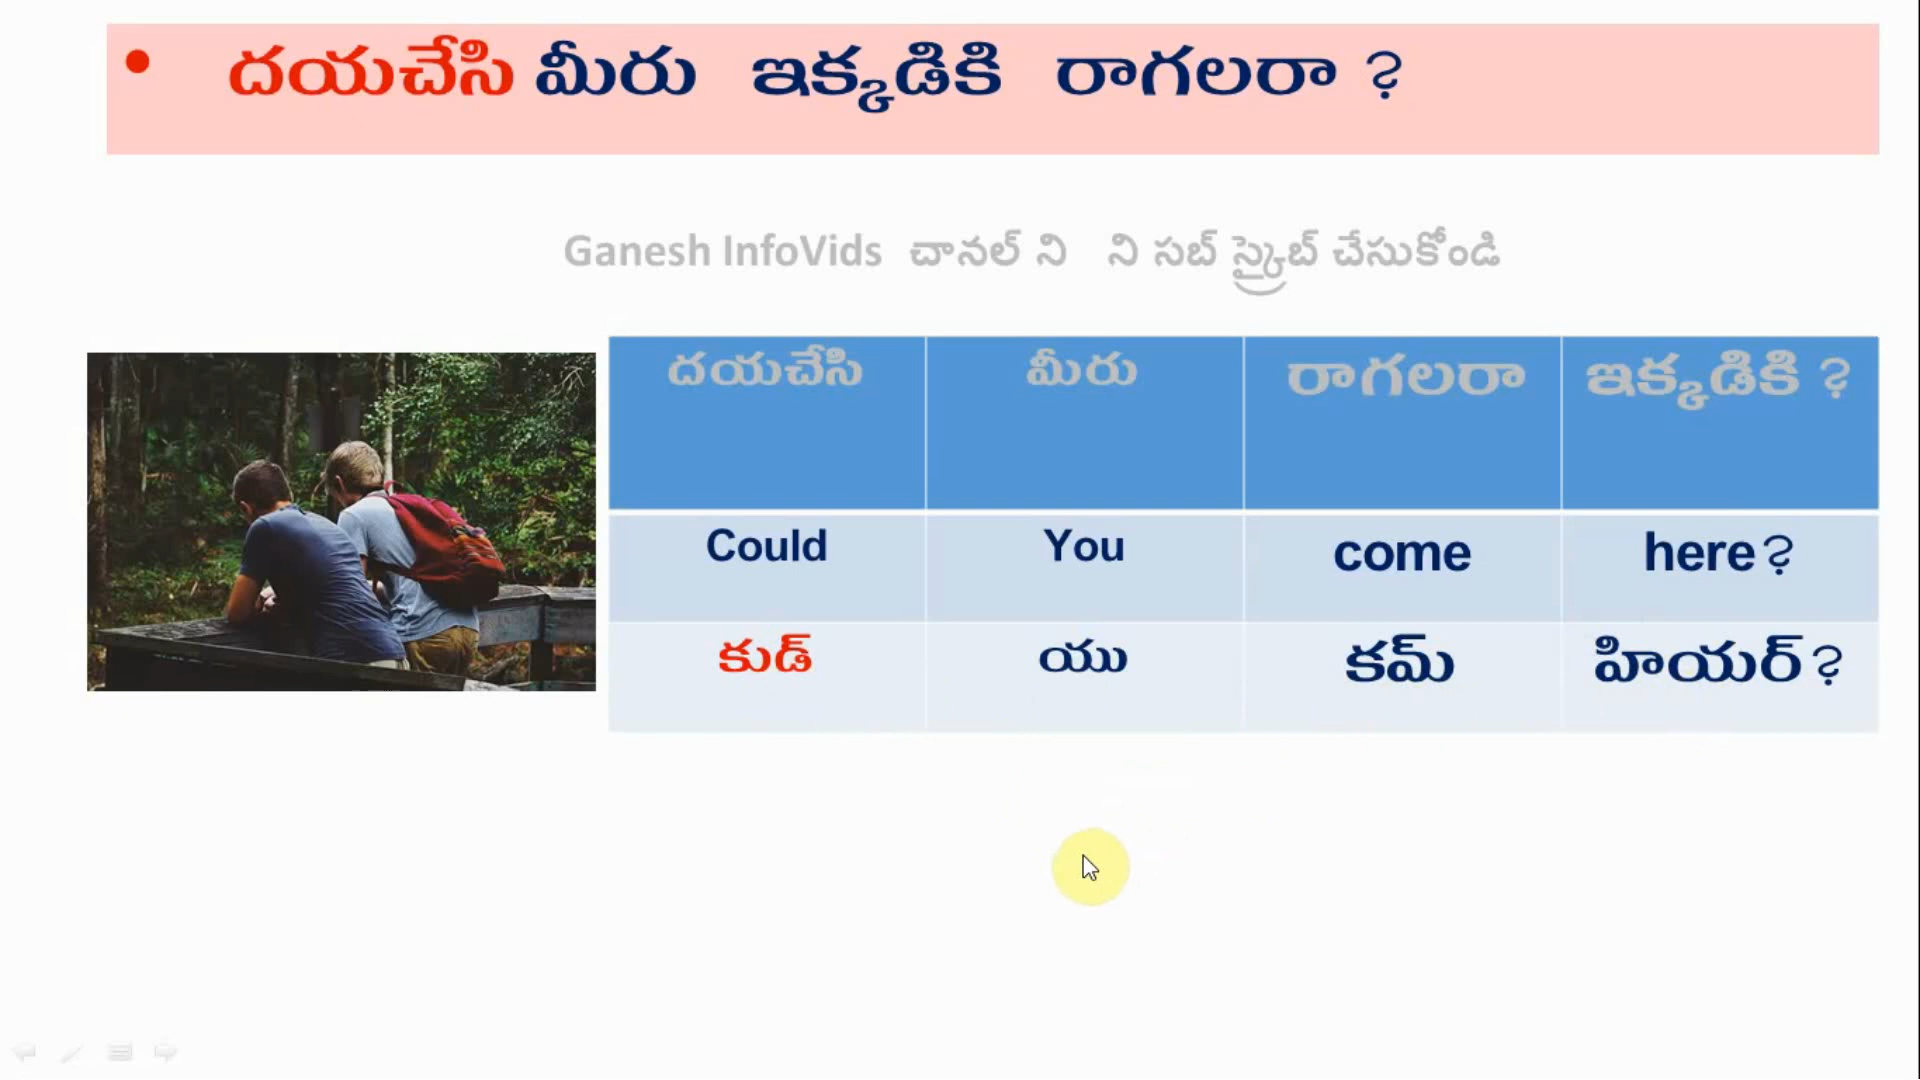 • దయచేసి మీరు ఇక్కడికి రాగలరా ?
Ganesh InfoVids చానల్ ని ని సబ్ స్క్రైబ్ చేసుకోండి
దయచేసి మీరు రాగలరా ఇక్కడికి ?
Could You come here?
కుడ్ యు కమ్ హియర్?